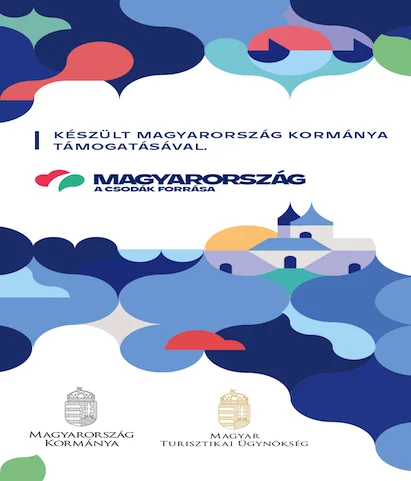 KÉSZÜLT MAGYARORSZÁG KORMÁNYA
TÁMOGATÁSÁVAL.
MAGYARORSZÁG
A CSODÁK FORRÁSA
MAGYARORSZÁG
KORMÁNYA
MAGYAR
TURISZTIKAI ÜGYNÖKSÉG